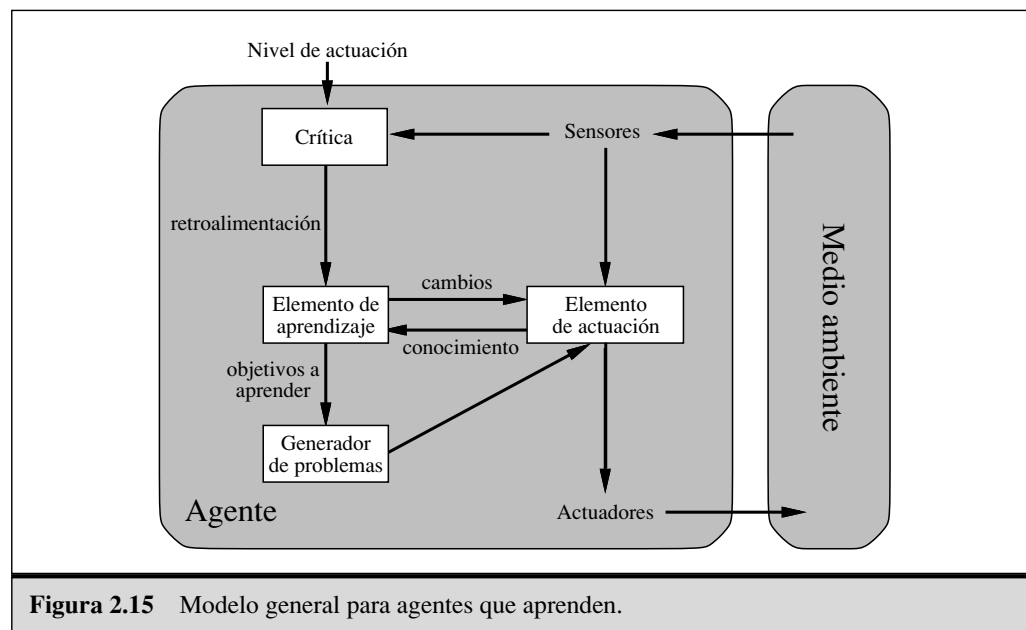 Nivel de actuación
Crítica
Sensores
retroalimentación
cambios
Elemento de
aprendizaje
Elemento
de actuación
conocimiento
objetivos a
aprender
Generador
de problemas
Agente
Actuadores
Medio ambiente
Figura 2.15 Modelo general para agentes que aprenden.